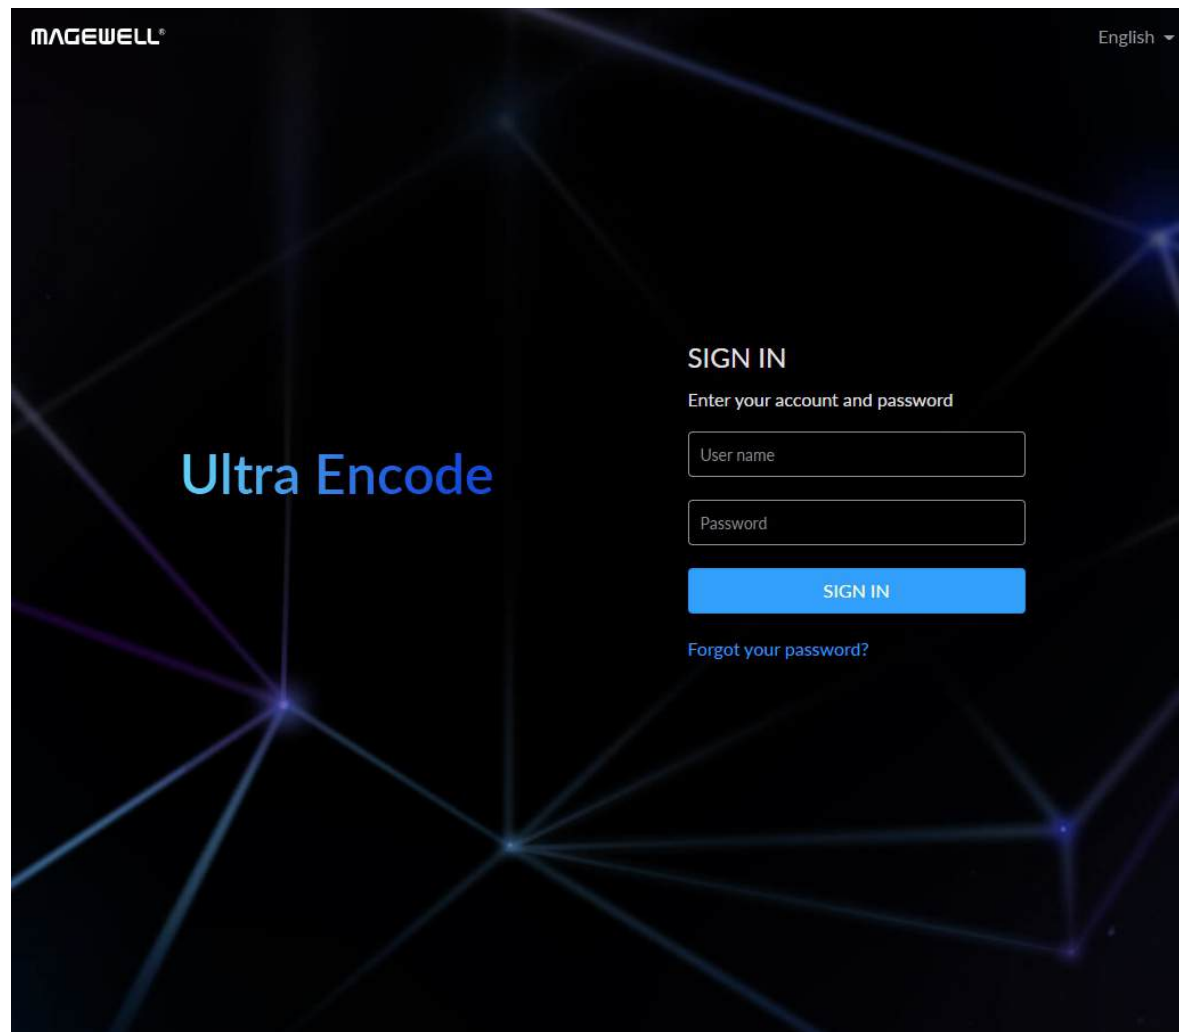 MAGEWELL®
English
SIGN IN
Enter your account and password
User name
Ultra Encode
Password
SIGN IN
Forgot your password?